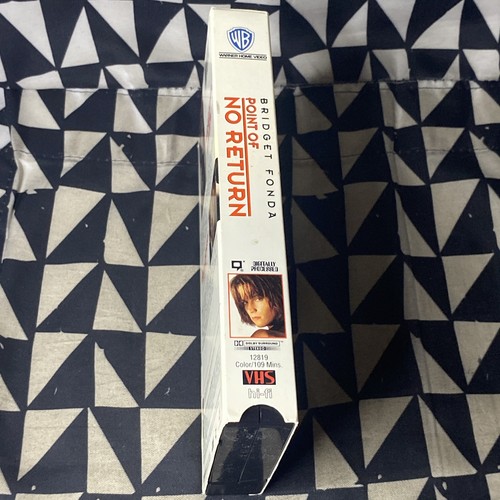 WB
WARNER HOME VIDEO
BRIDGET FONDA
POINT OF
NO RETURN
DIGITALLY
PROCESSED
DOLBY SURROUND
STEREO
12819
Color/109 Mins.
VHS
hi-fi